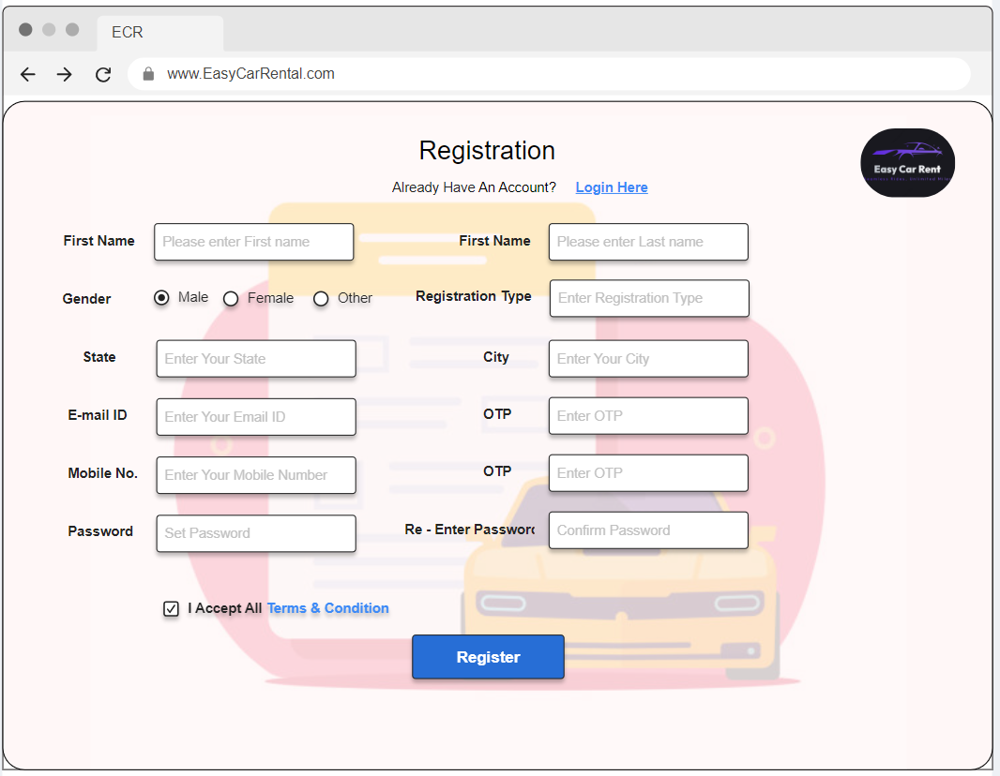 ECR
www.EasyCarRental.com
Registration
Easy Car Rent
Already Have An Account? Login Here
First Name Please enter First name First Name Please enter Last name
Gender Male Female Other Registration Type Enter Registration Type
State Enter Your State City Enter Your City
E-mail ID Enter Your Email ID OTP Enter OTP
Mobile No. Enter Your Mobile Number OTP Enter OTP
Password Set Password Re - Enter Password Confirm Password
I Accept All Terms & Condition
Register